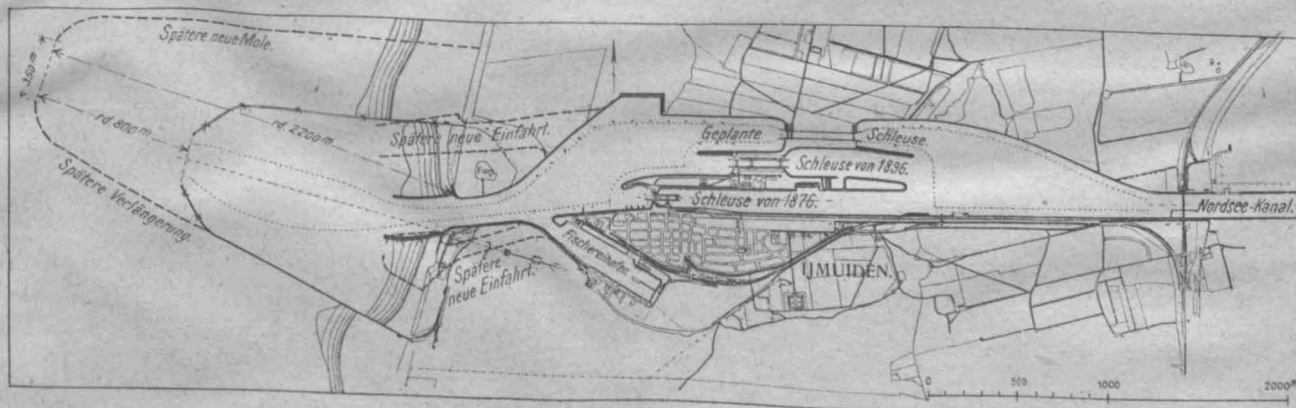 Spätere neue Mole.
350 m
rd. 800 m.
rd. 2200 m
Spätere neue Einfahrt.
Geplante Schleuse.
Schleuse von 1896.
Schleuse von 1876.
Nordsee-Kanal.
Spätere Verlängerung.
Fischereihafen
Spätere
neue Einfahrt.
IJMUIDEN.
0 500 1000 2000 m